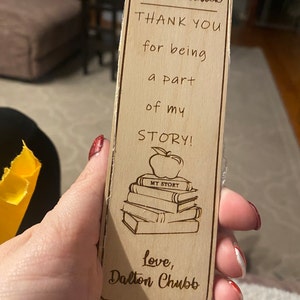 THANK YOU
for being
a part
of my
STORY!
MY STORY
Love,
Dalton Chubb